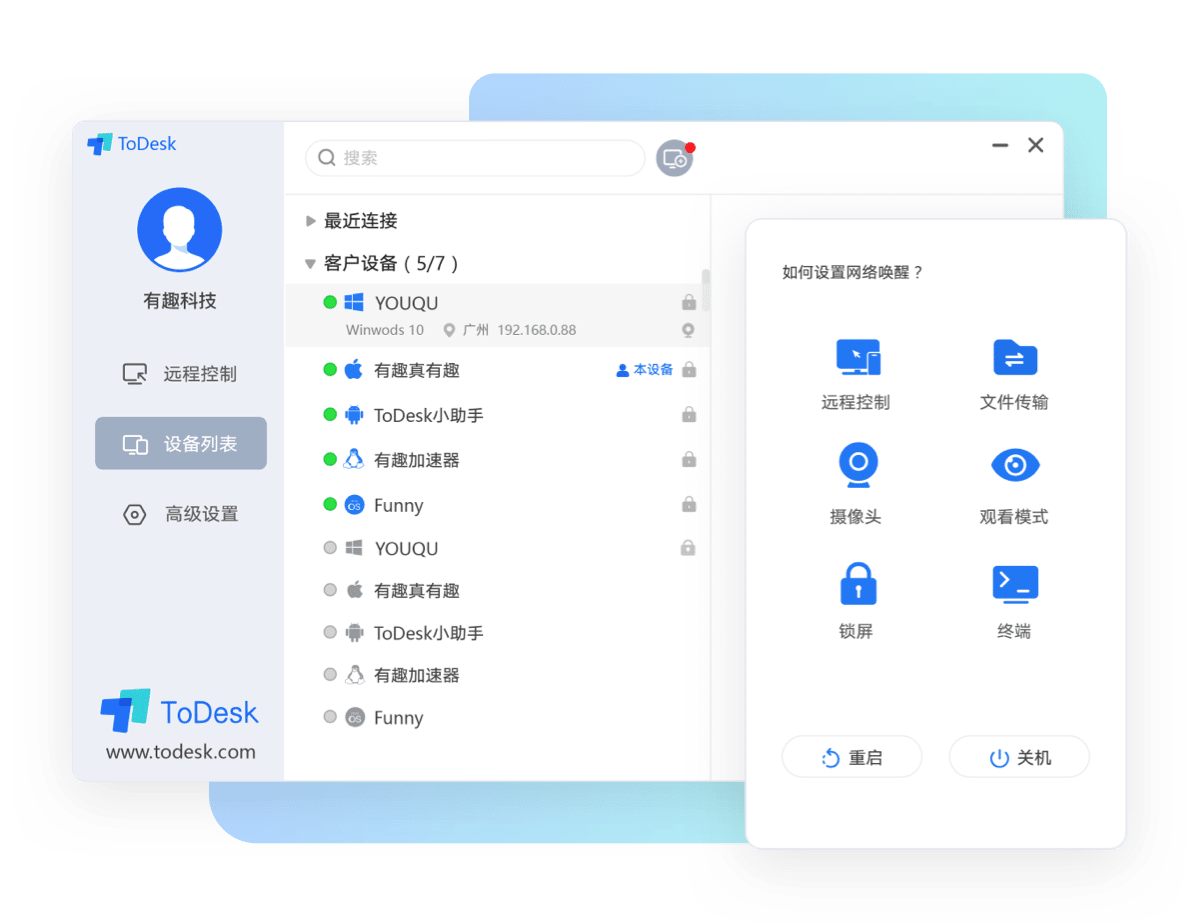 ToDesk
有趣科技
远程控制
设备列表
高级设置
ToDesk
www.todesk.com
搜索
最近连接
客户设备 ( 5/7 )
YOUQU
Winwods 10 广州 192.168.0.88
有趣真有趣 本设备
ToDesk小助手
有趣加速器
Funny
YOUQU
有趣真有趣
ToDesk小助手
有趣加速器
Funny
如何设置网络唤醒？
远程控制 文件传输
摄像头 观看模式
锁屏 终端
重启 关机